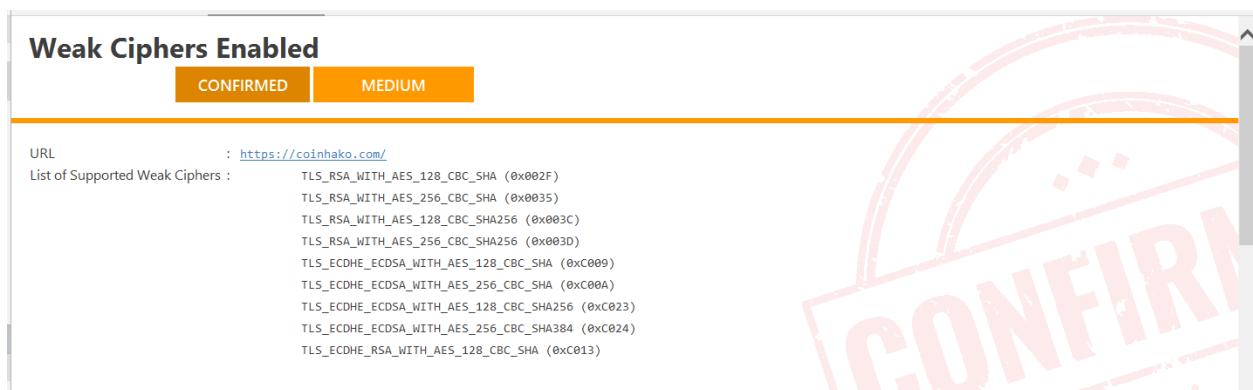 Weak Ciphers Enabled
CONFIRMED MEDIUM
URL : https://coinhako.com/
List of Supported Weak Ciphers : TLS_RSA_WITH_AES_128_CBC_SHA (0x002F)
TLS_RSA_WITH_AES_256_CBC_SHA (0x0035)
TLS_RSA_WITH_AES_128_CBC_SHA256 (0x003C)
TLS_RSA_WITH_AES_256_CBC_SHA256 (0x003D)
TLS_ECDHE_ECDSA_WITH_AES_128_CBC_SHA (0xC009)
TLS_ECDHE_ECDSA_WITH_AES_256_CBC_SHA (0xC00A)
TLS_ECDHE_ECDSA_WITH_AES_128_CBC_SHA256 (0xC023)
TLS_ECDHE_ECDSA_WITH_AES_256_CBC_SHA384 (0xC024)
TLS_ECDHE_RSA_WITH_AES_128_CBC_SHA (0xC013)
CONFIRM